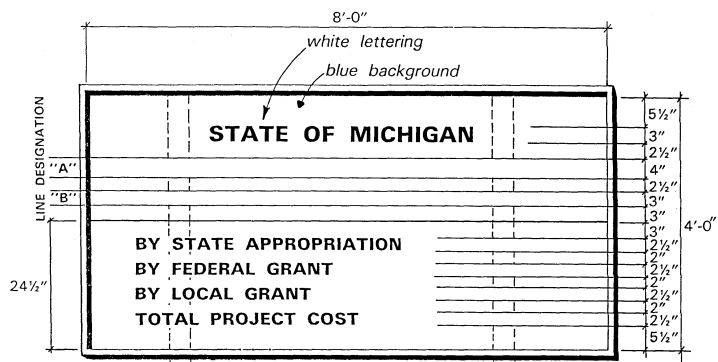 8'-0"
white lettering
blue background
LINE DESIGNATION
STATE OF MICHIGAN
"A"
"B"
BY STATE APPROPRIATION
BY FEDERAL GRANT
BY LOCAL GRANT
TOTAL PROJECT COST
24½"
5½"
3"
2½"
4"
2½"
3"
3"
3"
2½"
2"
2½"
2"
2½"
2"
2½"
5½"
4'-0"